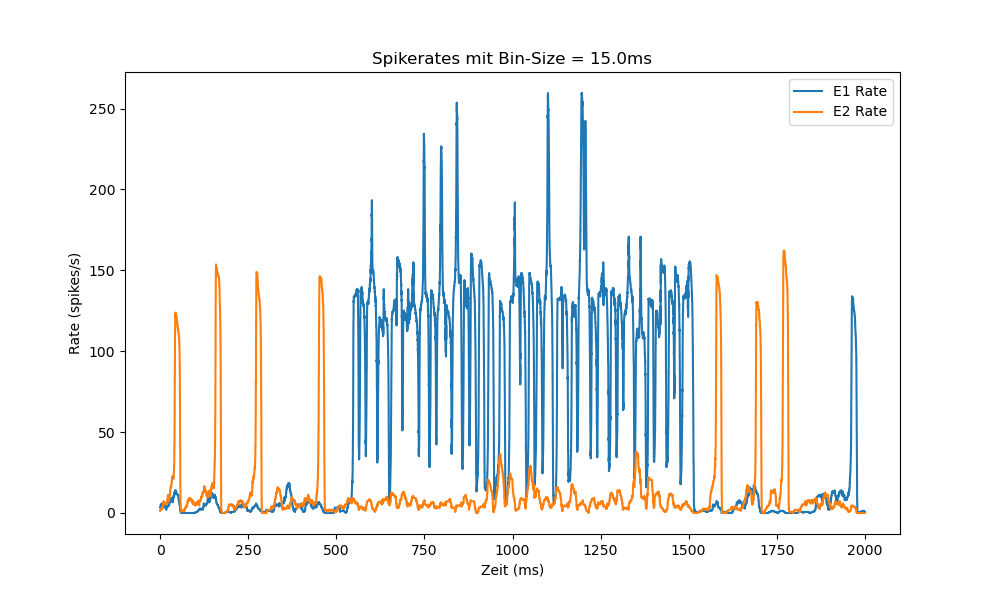 Spikerates mit Bin-Size = 15.0ms
E1 Rate
E2 Rate
250
200
150
100
50
0
Rate (spikes/s)
0 250 500 750 1000 1250 1500 1750 2000
Zeit (ms)